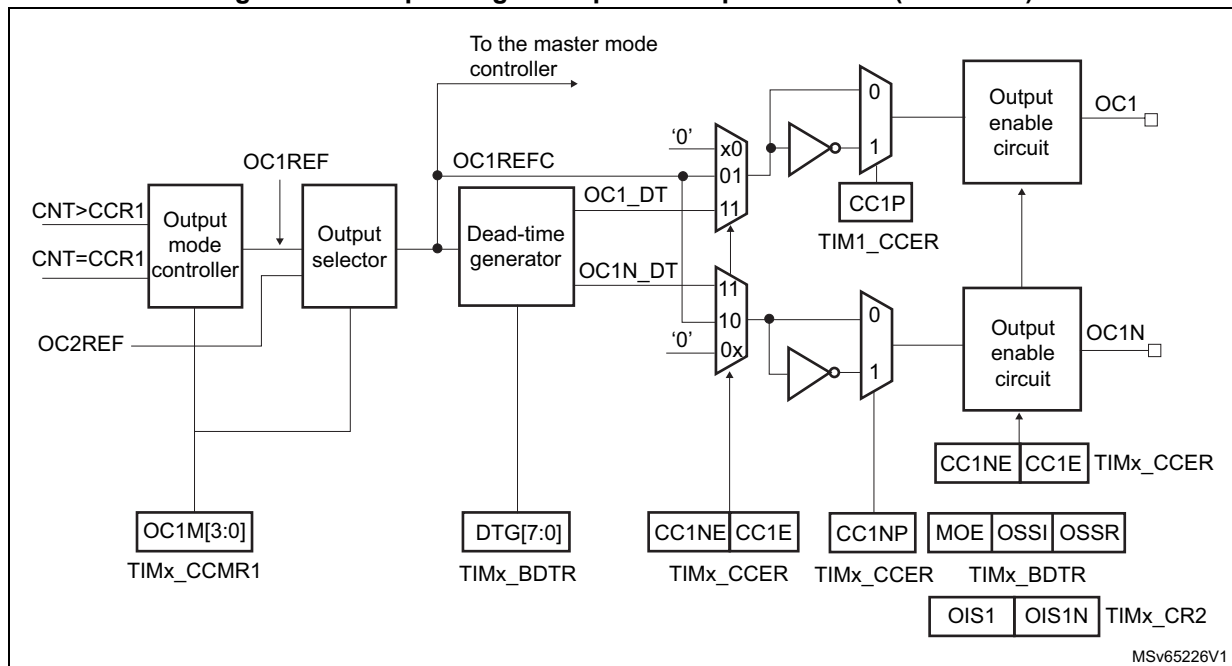 To the master mode
controller
OC1REF
OC1REFC
'0'
x0
01
11
OC1_DT
OC1N_DT
CNT>CCR1
CNT=CCR1
Output
mode
controller
Output
selector
Dead-time
generator
OC2REF
0
1
CC1P
TIM1_CCER
Output
enable
circuit
OC1
11
10
0x
'0'
0
1
Output
enable
circuit
OC1N
CC1NE CC1E TIMx_CCER
OC1M[3:0]
TIMx_CCMR1
DTG[7:0]
TIMx_BDTR
CC1NE CC1E
TIMx_CCER
CC1NP
TIMx_CCER
MOE OSSI OSSR
TIMx_BDTR
OIS1 OIS1N TIMx_CR2
MSv65226V1